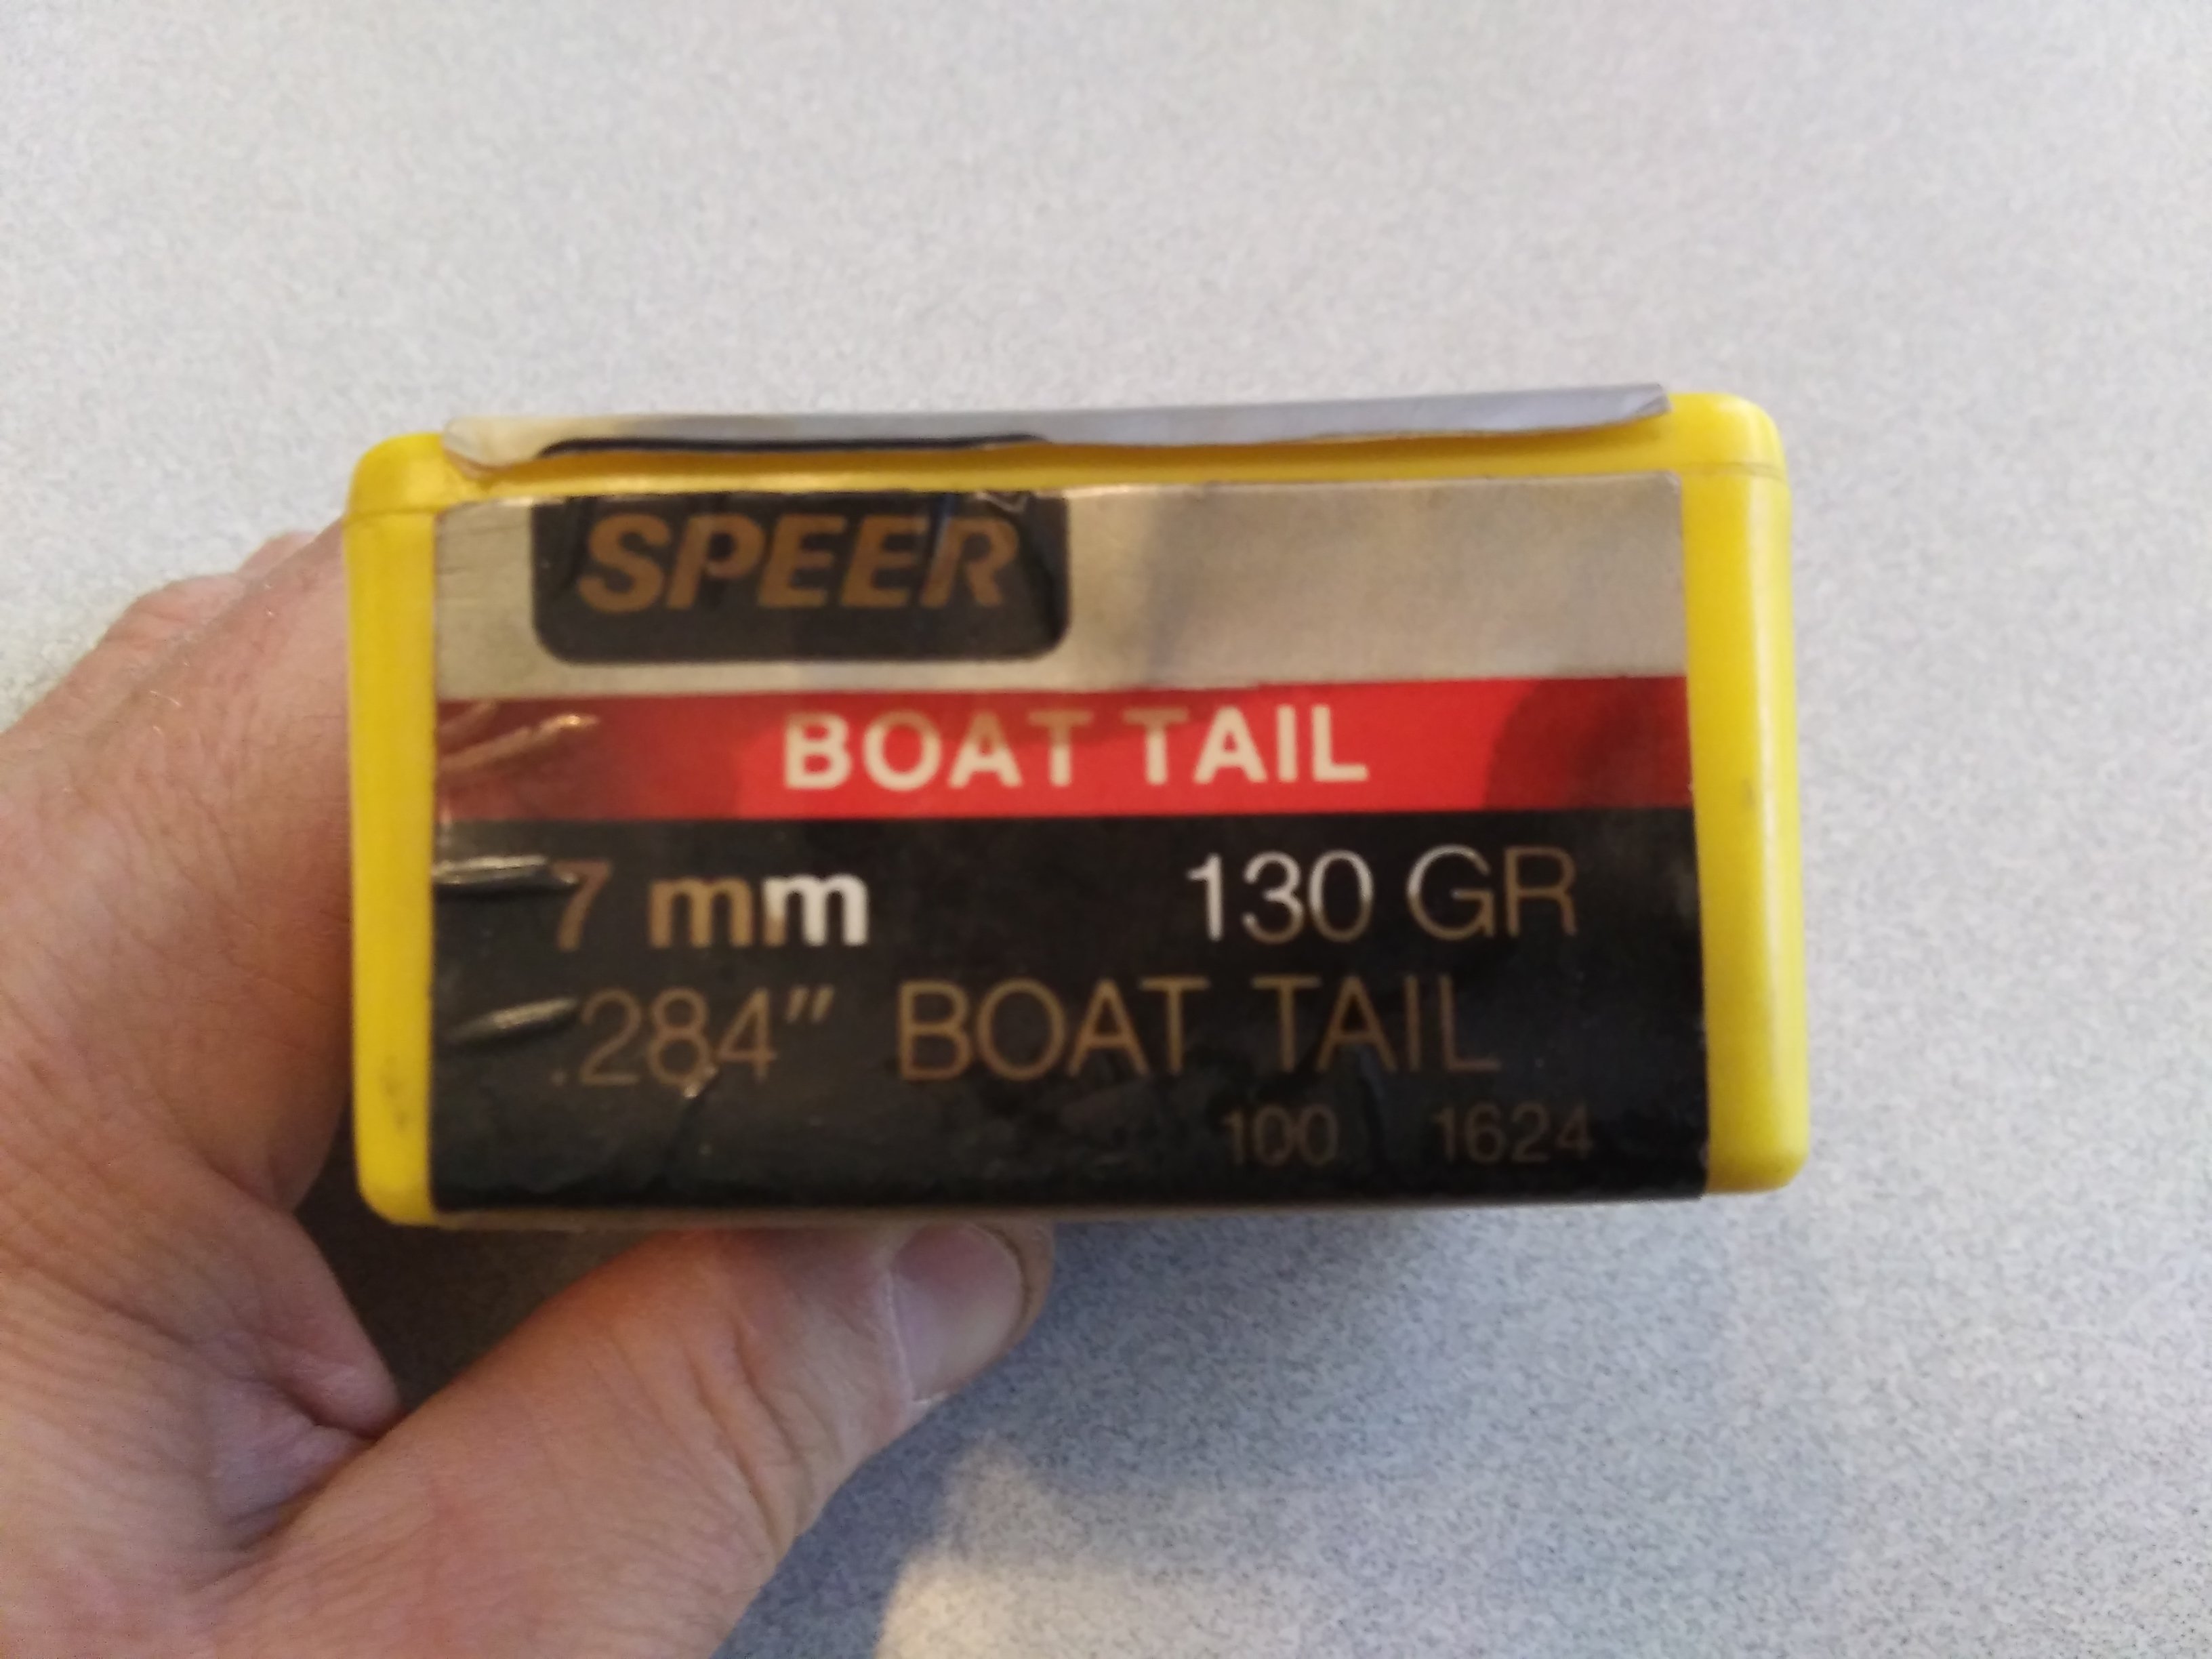 SPEER
BOAT TAIL
7 mm 130 GR
.284" BOAT TAIL
100 1624